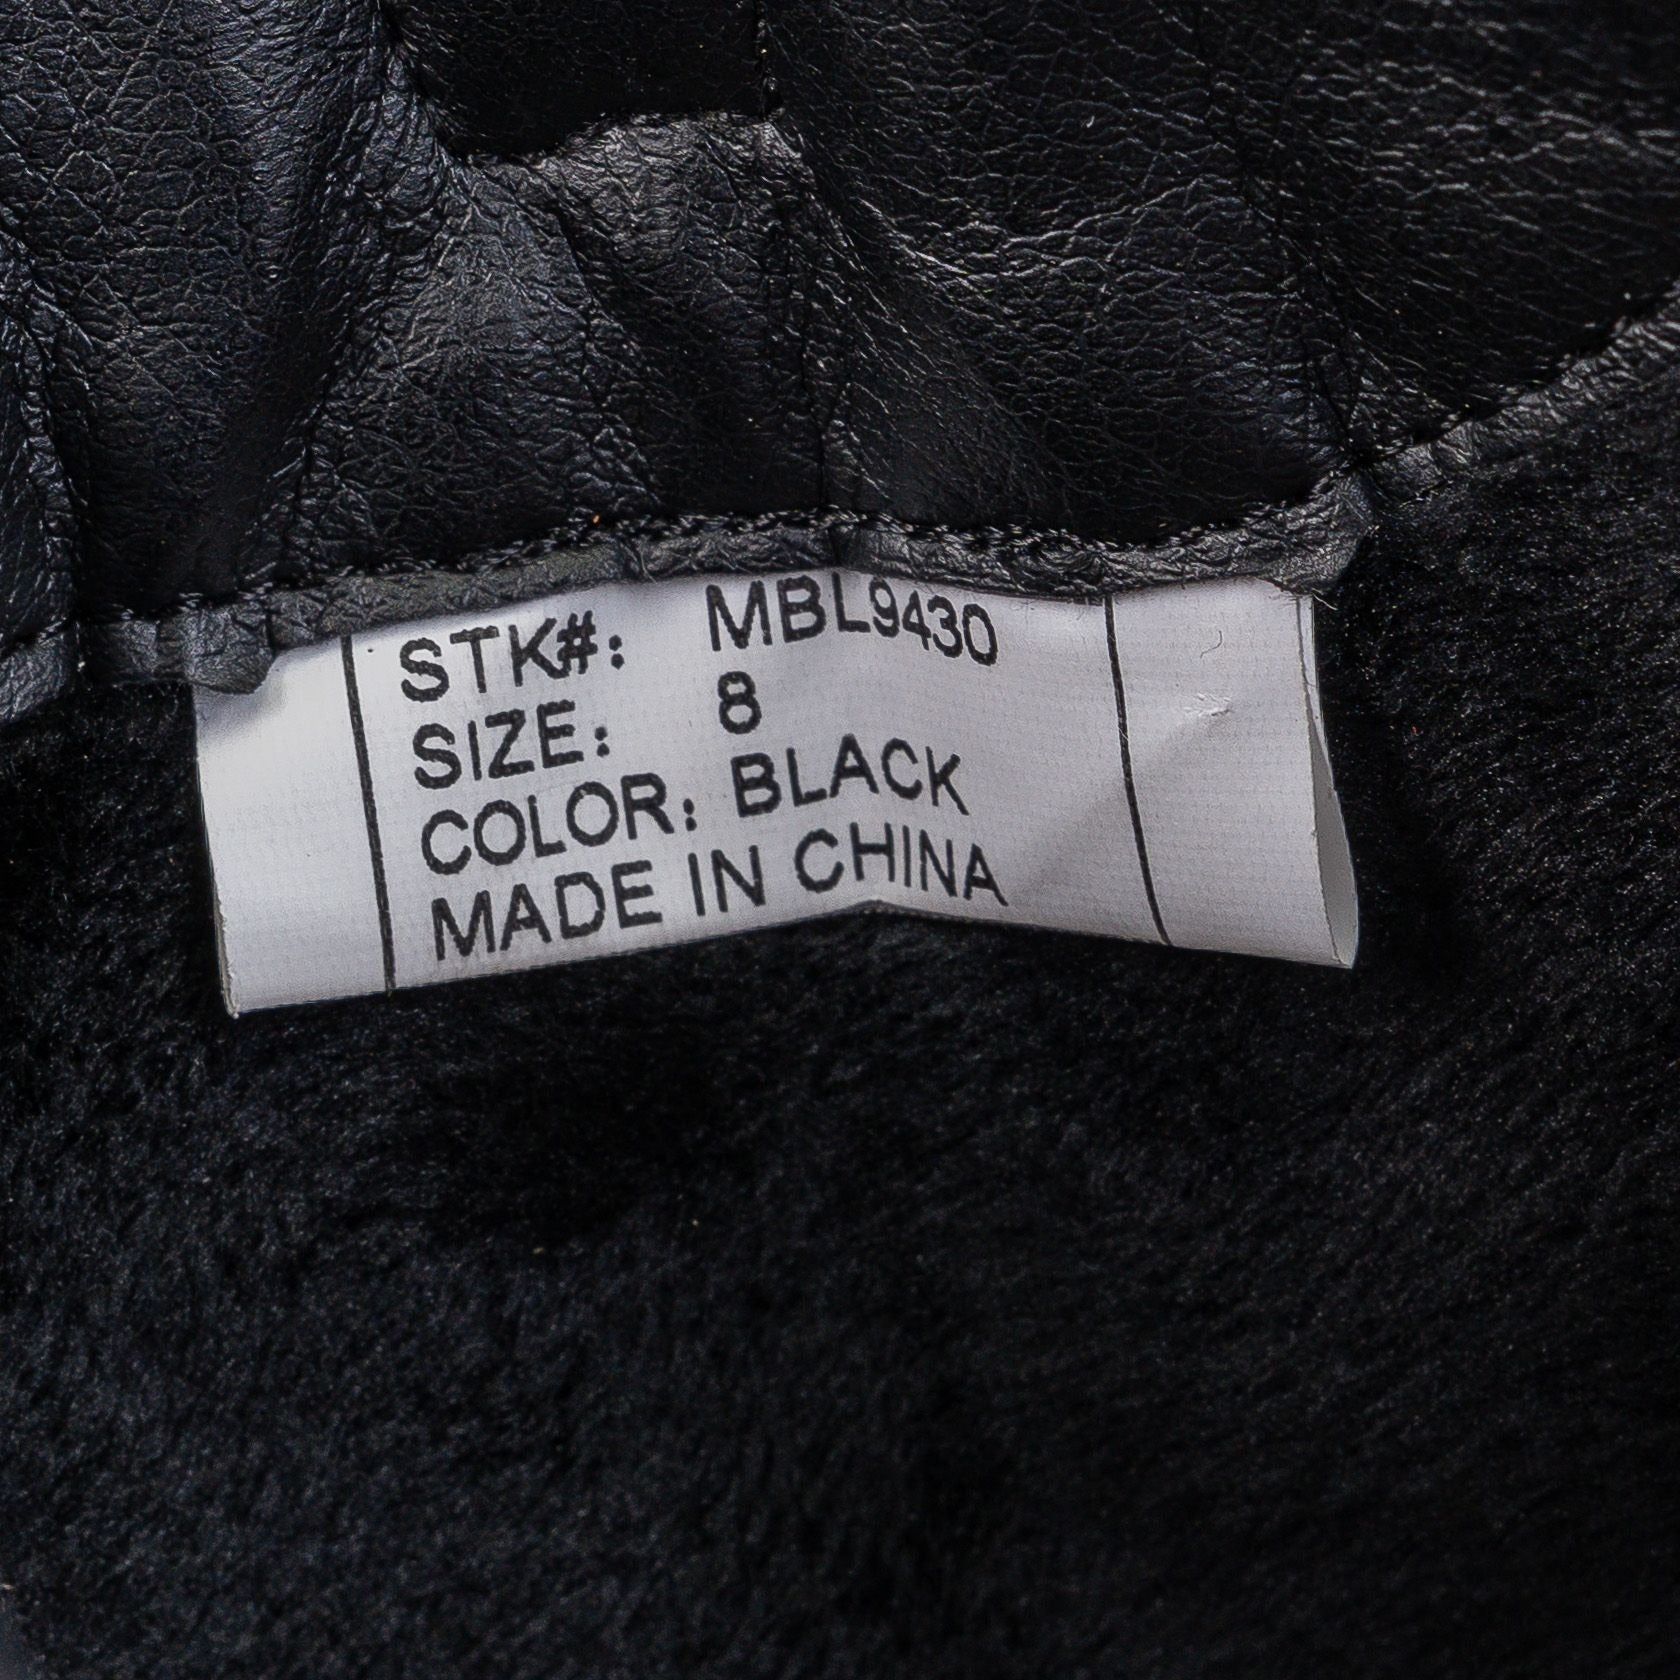 STK#: MBL9430
SIZE: 8
COLOR: BLACK
MADE IN CHINA